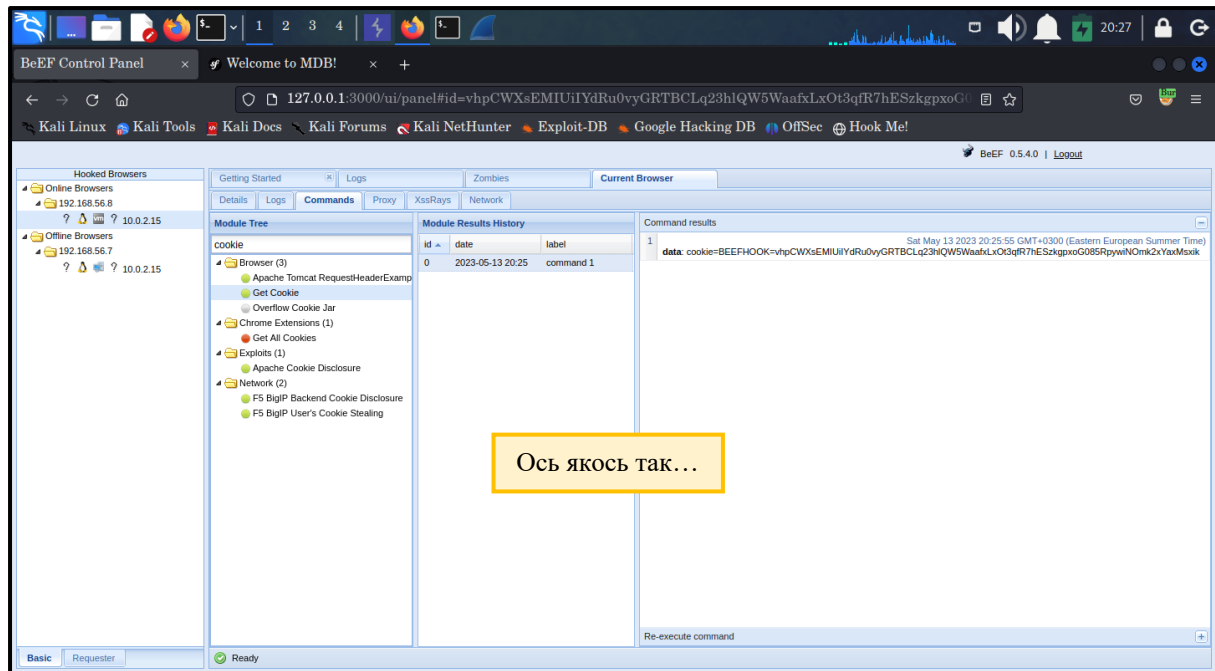 1 2 3 4 20:27
BeEF Control Panel × Welcome to MDB! × +
127.0.0.1:3000/ui/panel#id=vhpCWXsEMIUiIYdRu0vyGRTBCLq23hlQW5WaafxLxOt3qfR7hESzkgpxoG0 Bur
Kali Linux Kali Tools Kali Docs Kali Forums Kali NetHunter Exploit-DB Google Hacking DB OffSec Hook Me!
BeEF 0.5.4.0 | Logout
Hooked Browsers
Online Browsers
192.168.56.8
? ? 10.0.2.15
Offline Browsers
192.168.56.7
? ? 10.0.2.15
Basic Requester
Getting Started Logs Zombies Current Browser
Details Logs Commands Proxy XssRays Network
Module Tree
cookie
Browser (3)
Apache Tomcat RequestHeaderExamp
Get Cookie
Overflow Cookie Jar
Chrome Extensions (1)
Get All Cookies
Exploits (1)
Apache Cookie Disclosure
Network (2)
F5 BigIP Backend Cookie Disclosure
F5 BigIP User's Cookie Stealing
Module Results History
id date label
0 2023-05-13 20:25 command 1
Command results
1 Sat May 13 2023 20:25:55 GMT+0300 (Eastern European Summer Time)
data: cookie=BEEFHOOK=vhpCWXsEMIUiIYdRu0vyGRTBCLq23hlQW5WaafxLxOt3qfR7hESzkgpxoG085RpywiNOmk2xYaxMsxik
Ось якось так…
Re-execute command
Ready